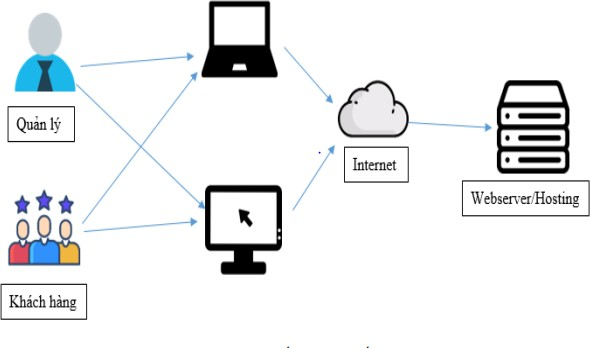 Quản lý
Internet
Webserver/Hosting
Khách hàng